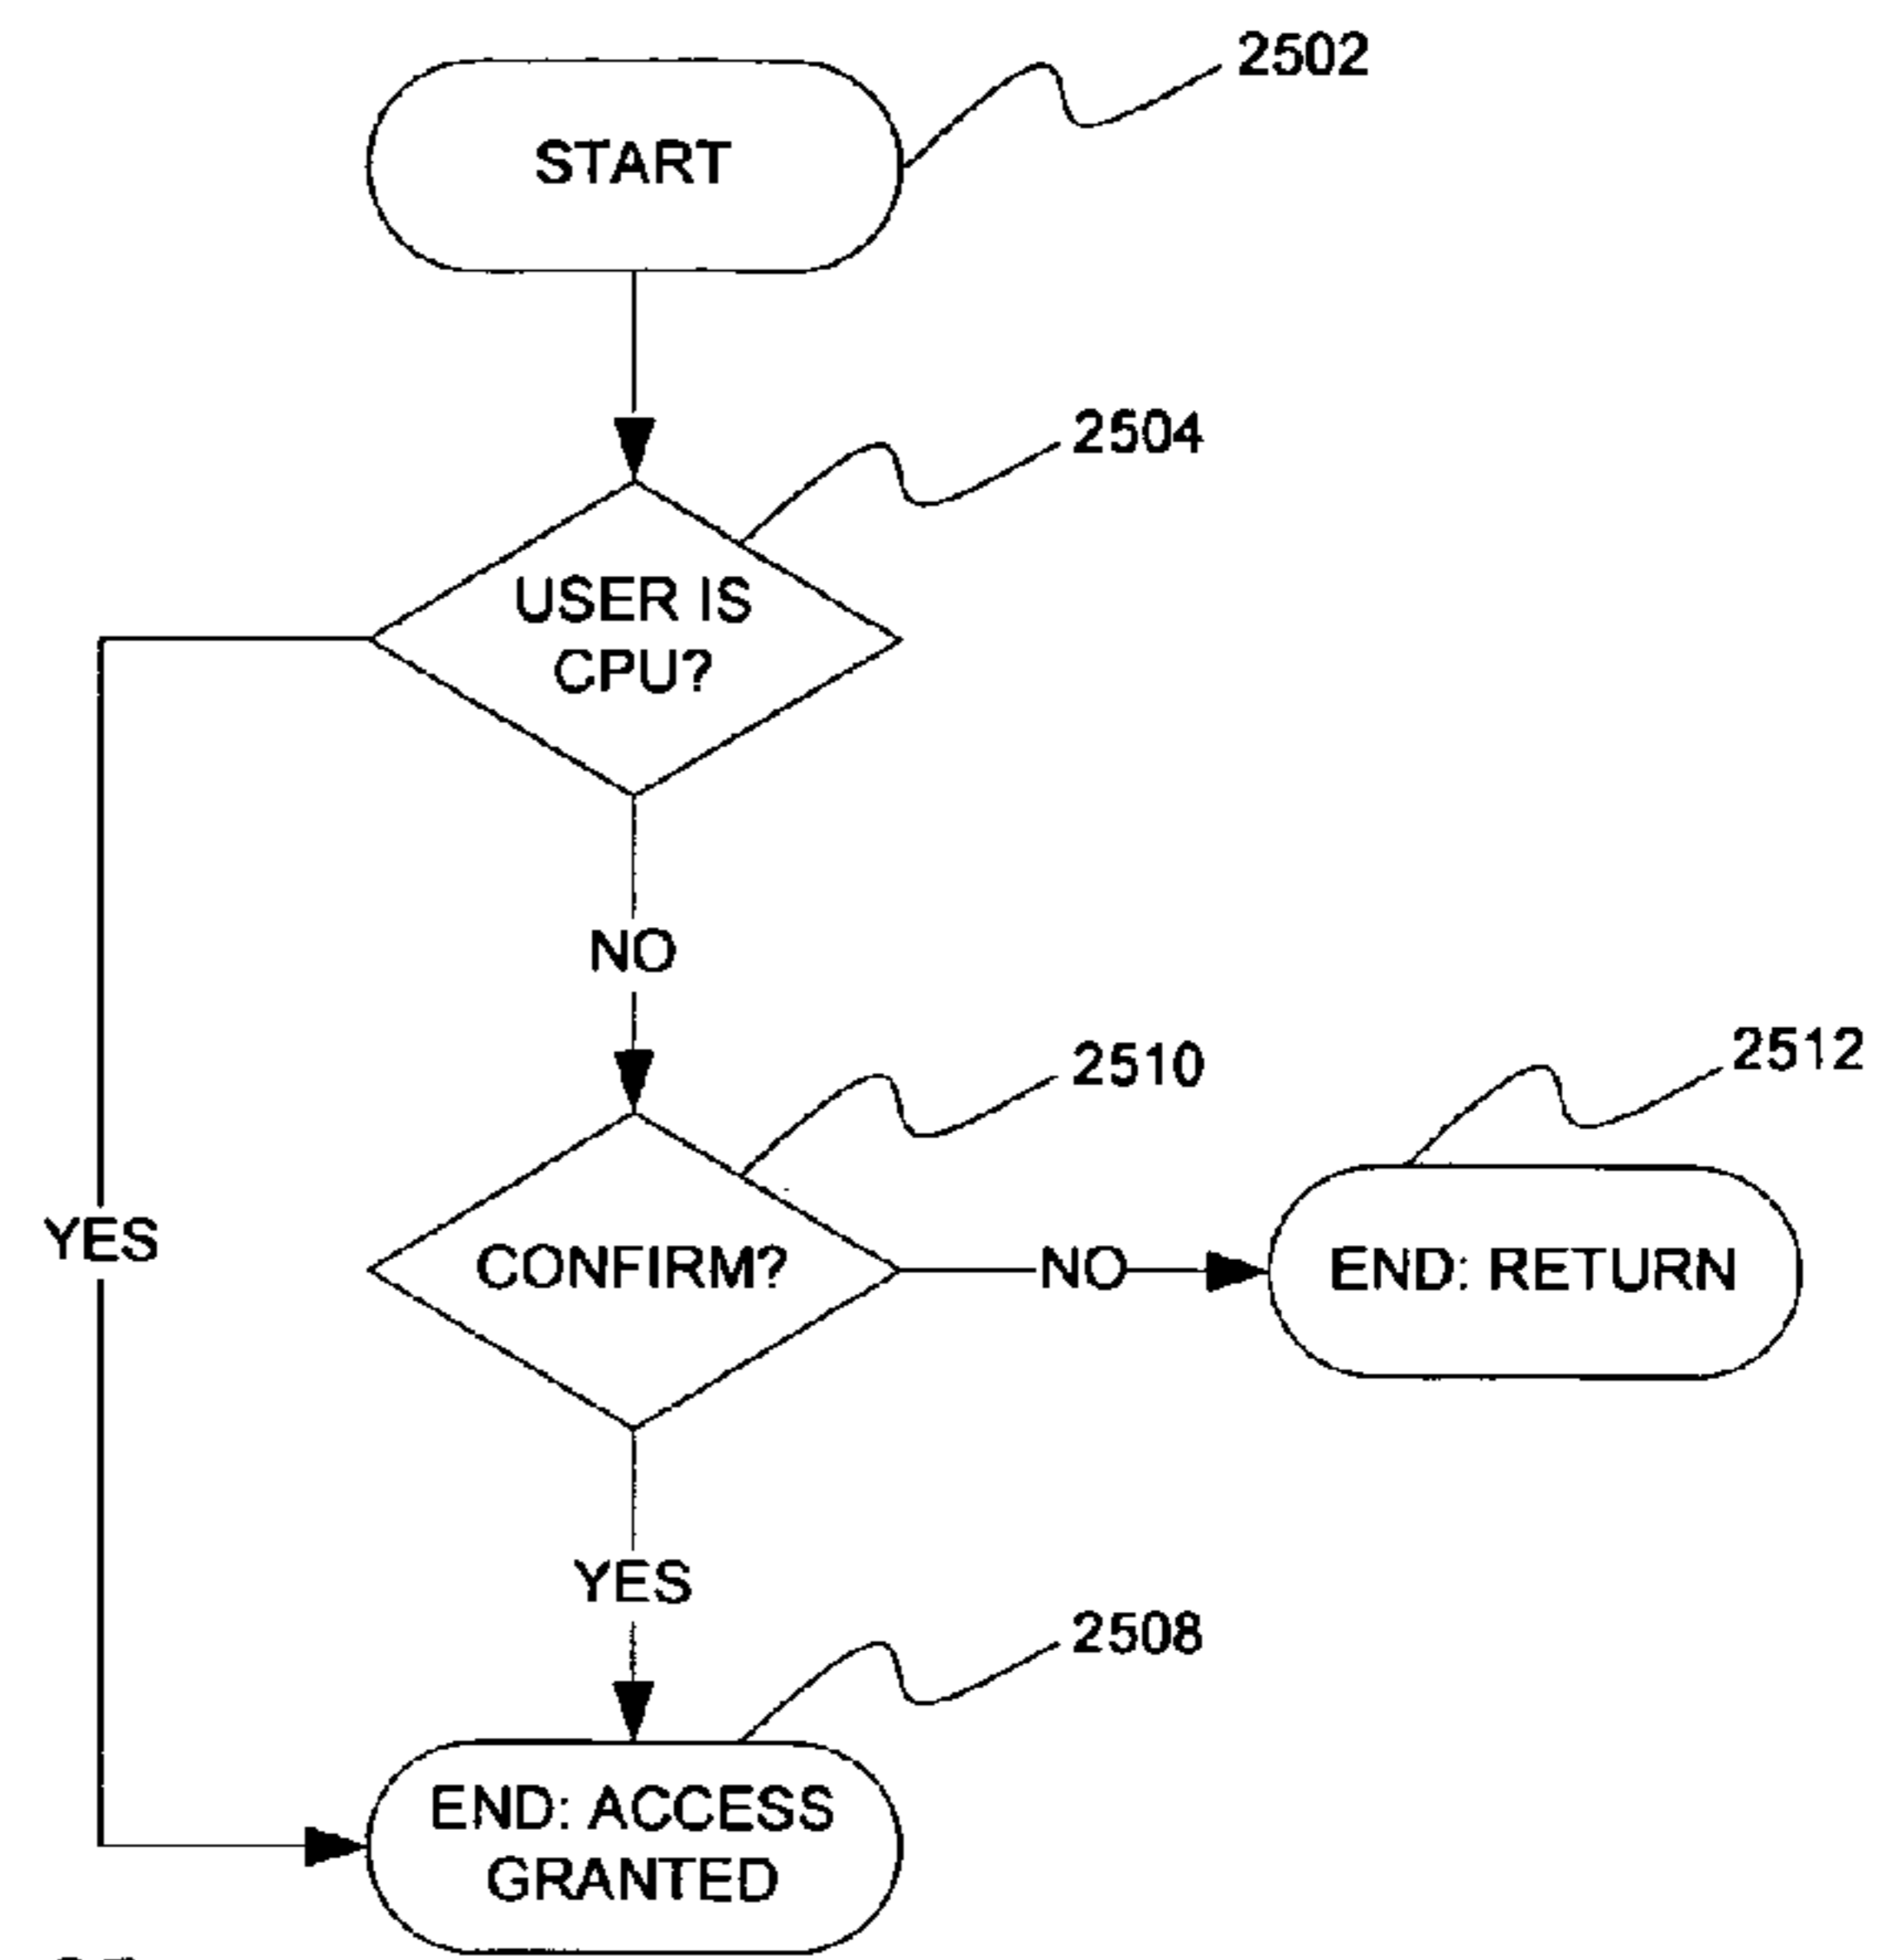 2502
START
2504
USER IS
CPU?
NO
2510
2512
YES
CONFIRM?
NO
END: RETURN
YES
2508
END: ACCESS
GRANTED